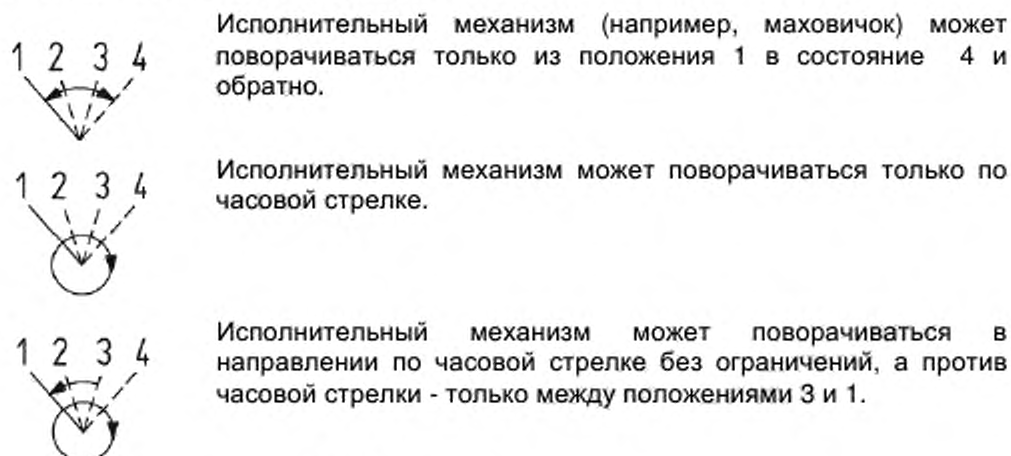 Исполнительный механизм (например, маховичок) может
1 2 3 4 поворачиваться только из положения 1 в состояние 4 и
обратно.
Исполнительный механизм может поворачиваться только по
1 2 3 4 часовой стрелке.
Исполнительный механизм может поворачиваться в
1 2 3 4 направлении по часовой стрелке без ограничений, а против
часовой стрелки - только между положениями 3 и 1.